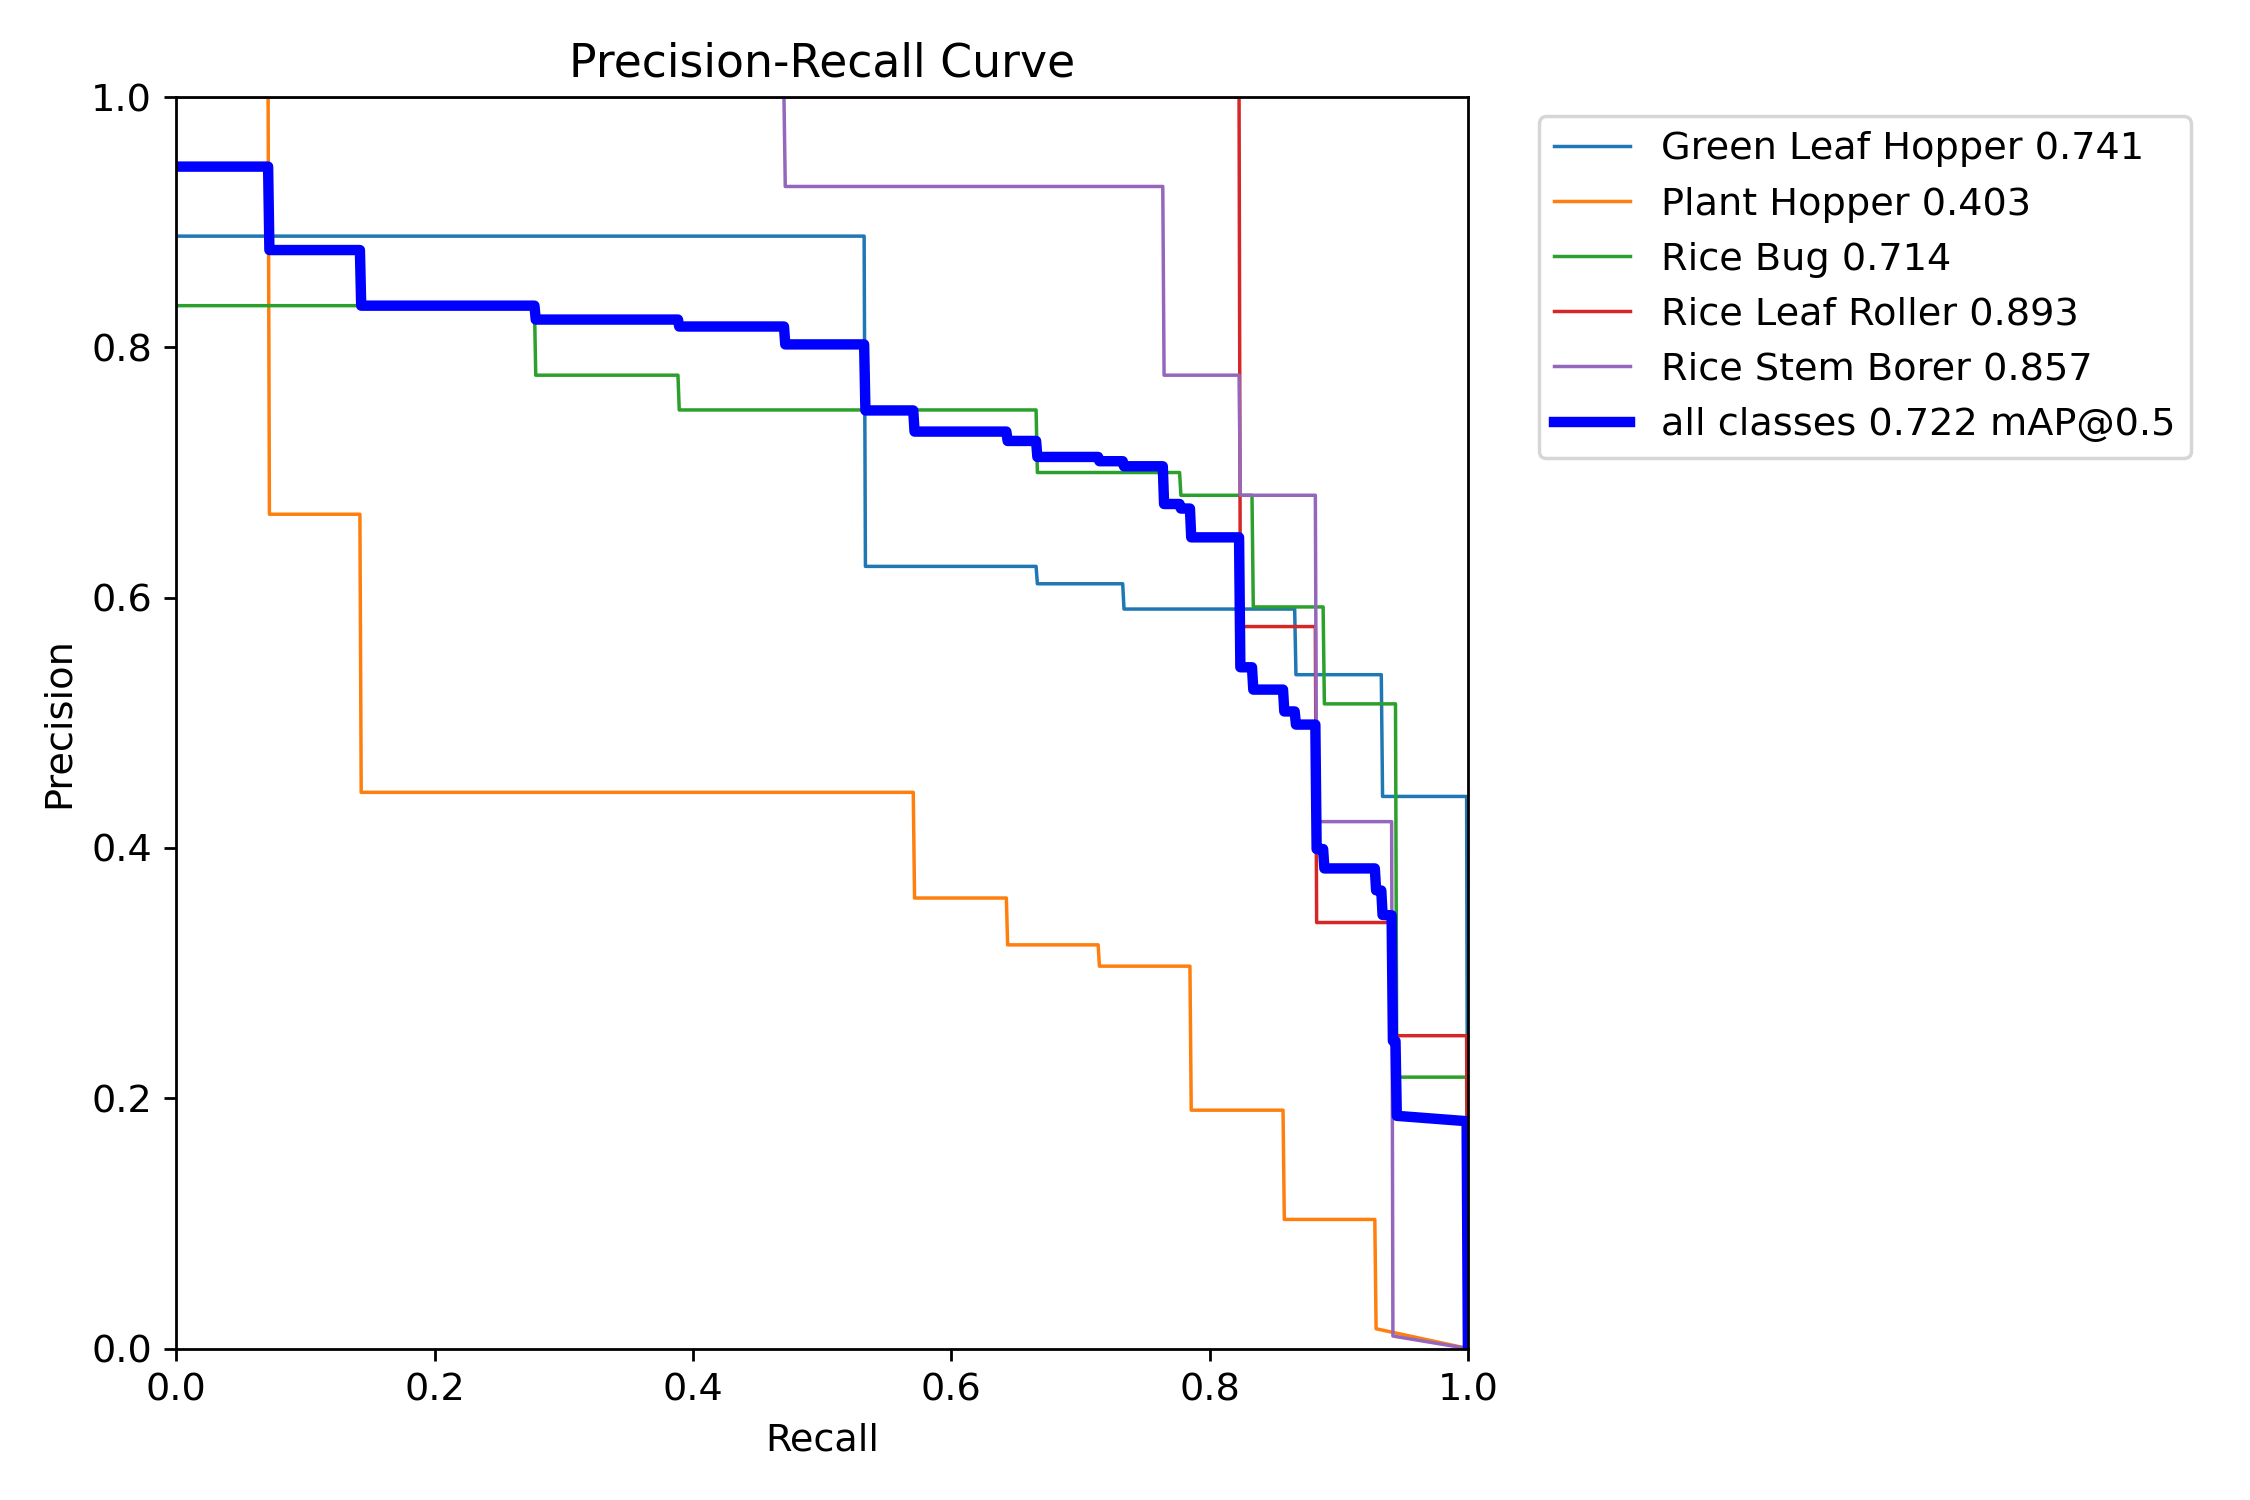 Precision-Recall Curve
1.0
0.8
0.6
0.4
0.2
0.0
Precision
0.0 0.2 0.4 0.6 0.8 1.0
Recall
Green Leaf Hopper 0.741
Plant Hopper 0.403
Rice Bug 0.714
Rice Leaf Roller 0.893
Rice Stem Borer 0.857
all classes 0.722 mAP@0.5